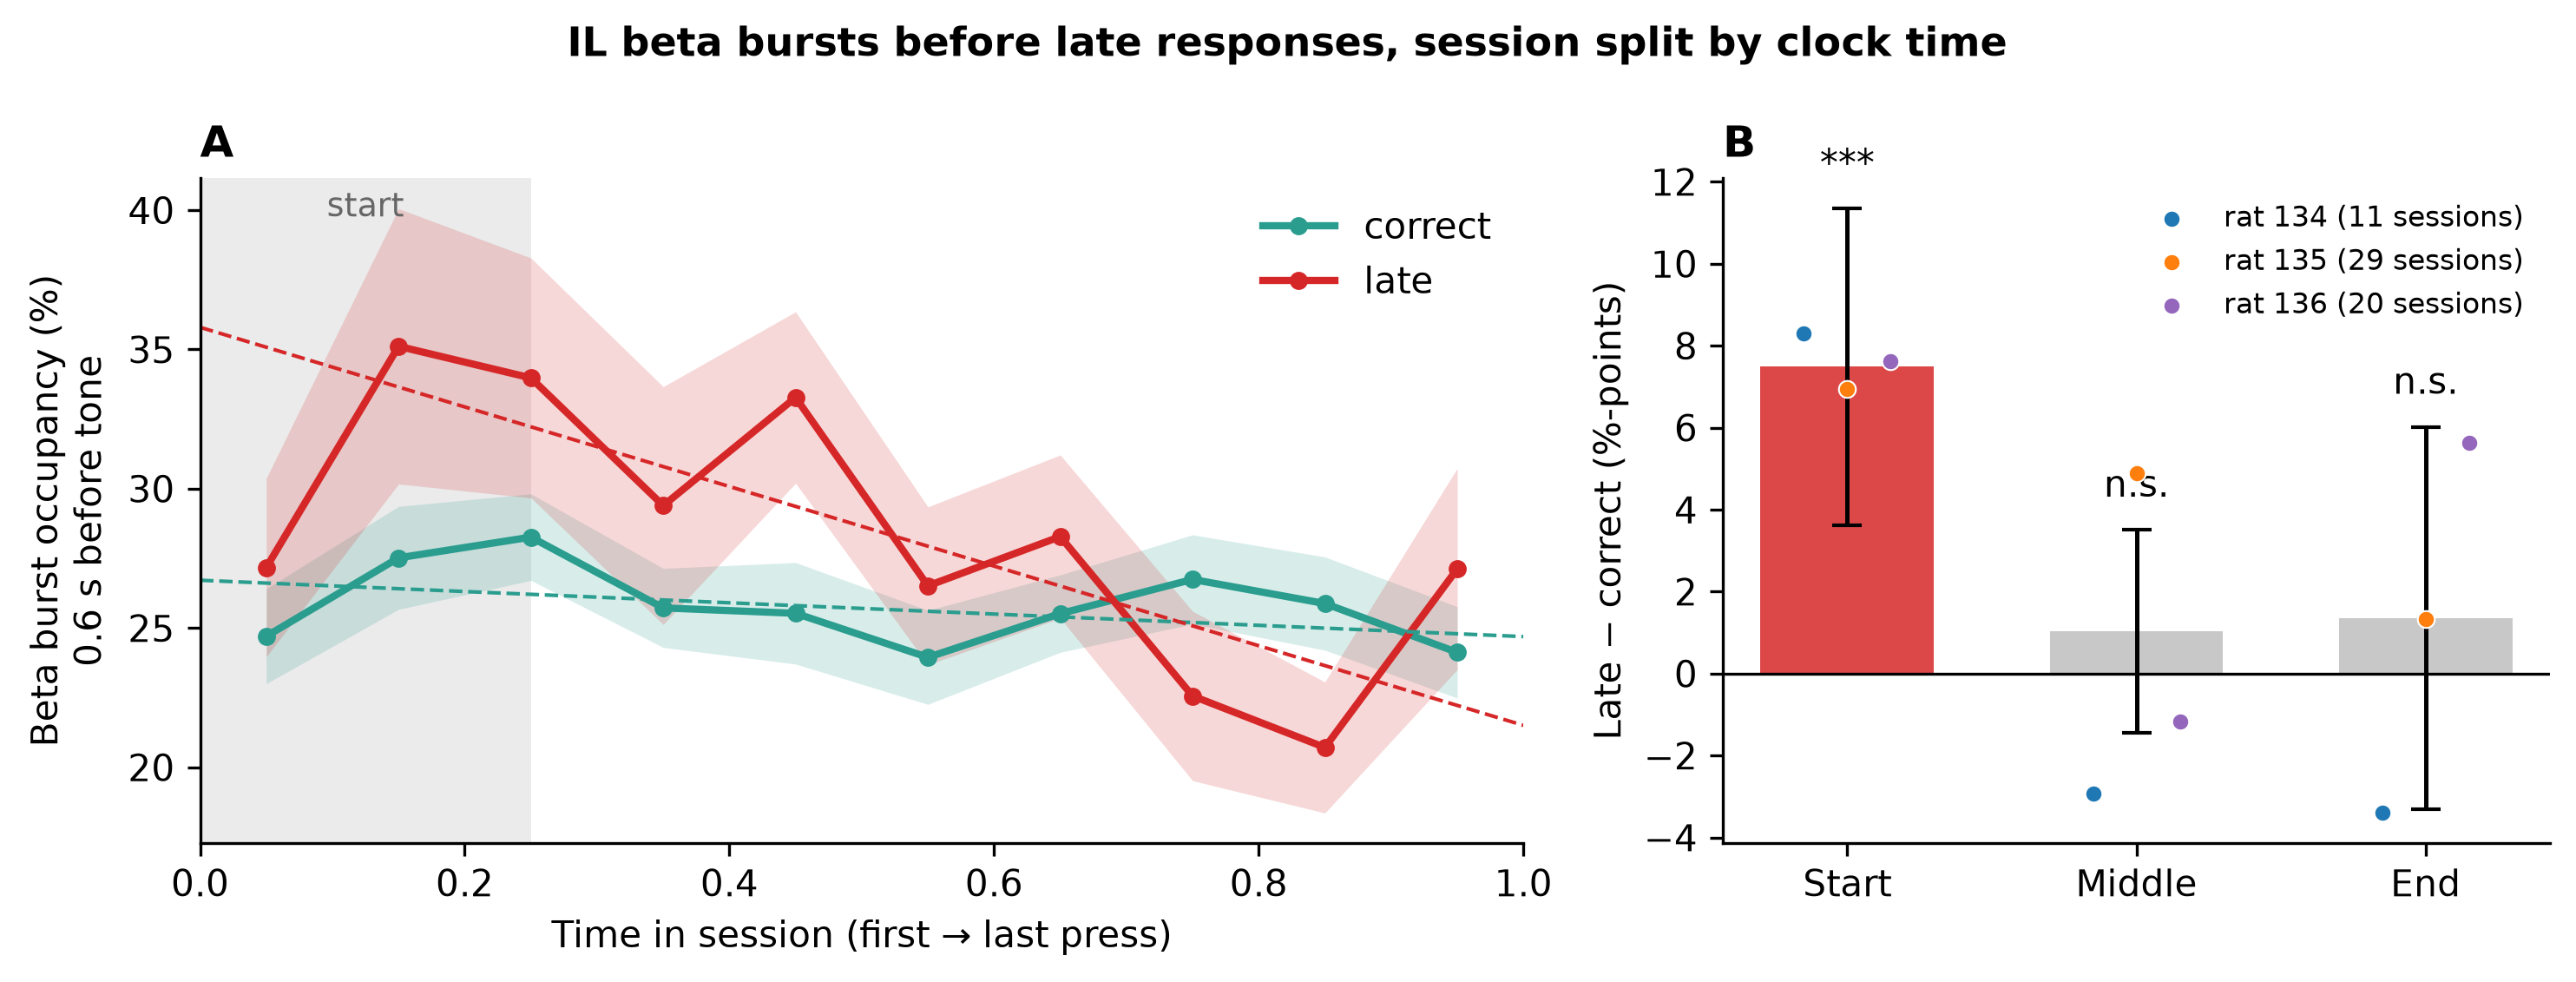 IL beta bursts before late responses, session split by clock time
A
start
correct
late
40
35
30
25
20
Beta burst occupancy (%)
0.6 s before tone
0.0 0.2 0.4 0.6 0.8 1.0
Time in session (first → last press)
B
***
n.s.
n.s.
rat 134 (11 sessions)
rat 135 (29 sessions)
rat 136 (20 sessions)
12
10
8
6
4
2
0
−2
−4
Late − correct (%-points)
Start Middle End